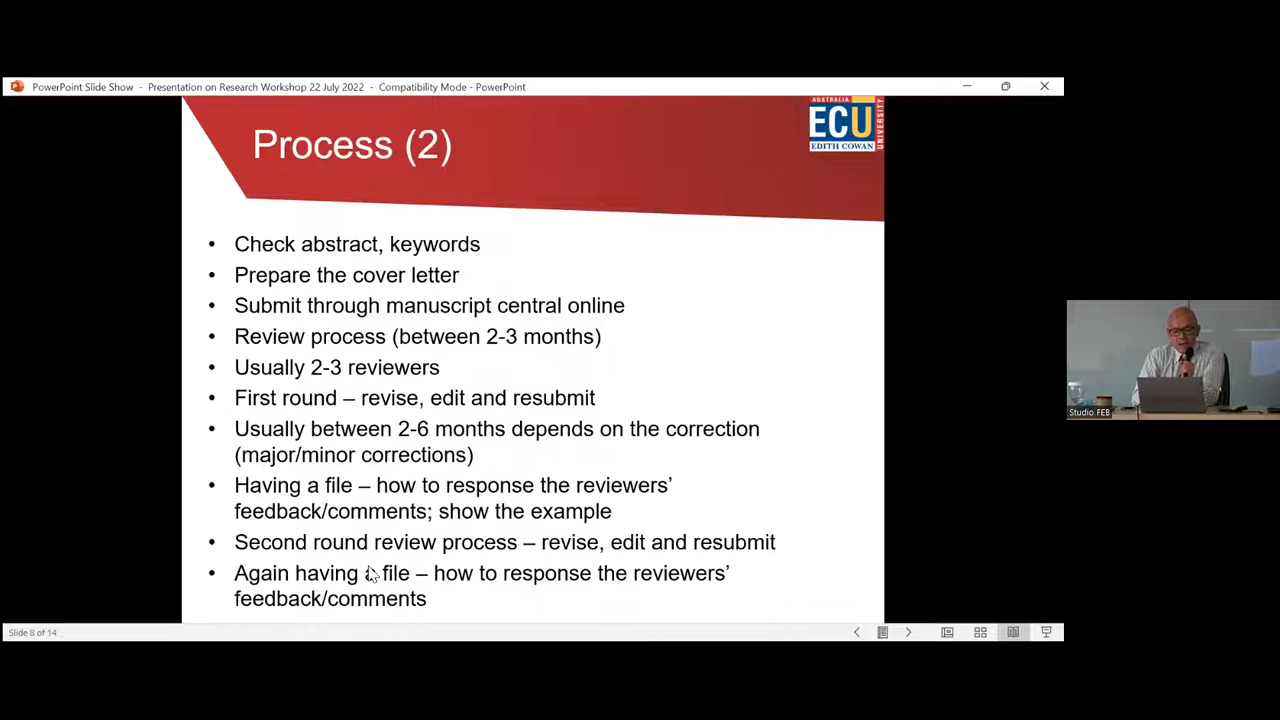 PowerPoint Slide Show - Presentation on Research Workshop 22 July 2022 - Compatibility Mode - PowerPoint
AUSTRALIA
ECU
EDITH COWAN
UNIVERSITY
Process (2)
• Check abstract, keywords
• Prepare the cover letter
• Submit through manuscript central online
• Review process (between 2-3 months)
• Usually 2-3 reviewers
• First round – revise, edit and resubmit
• Usually between 2-6 months depends on the correction
(major/minor corrections)
• Having a file – how to response the reviewers’
feedback/comments; show the example
• Second round review process – revise, edit and resubmit
• Again having a file – how to response the reviewers’
feedback/comments
Slide 8 of 14
Studio FEB